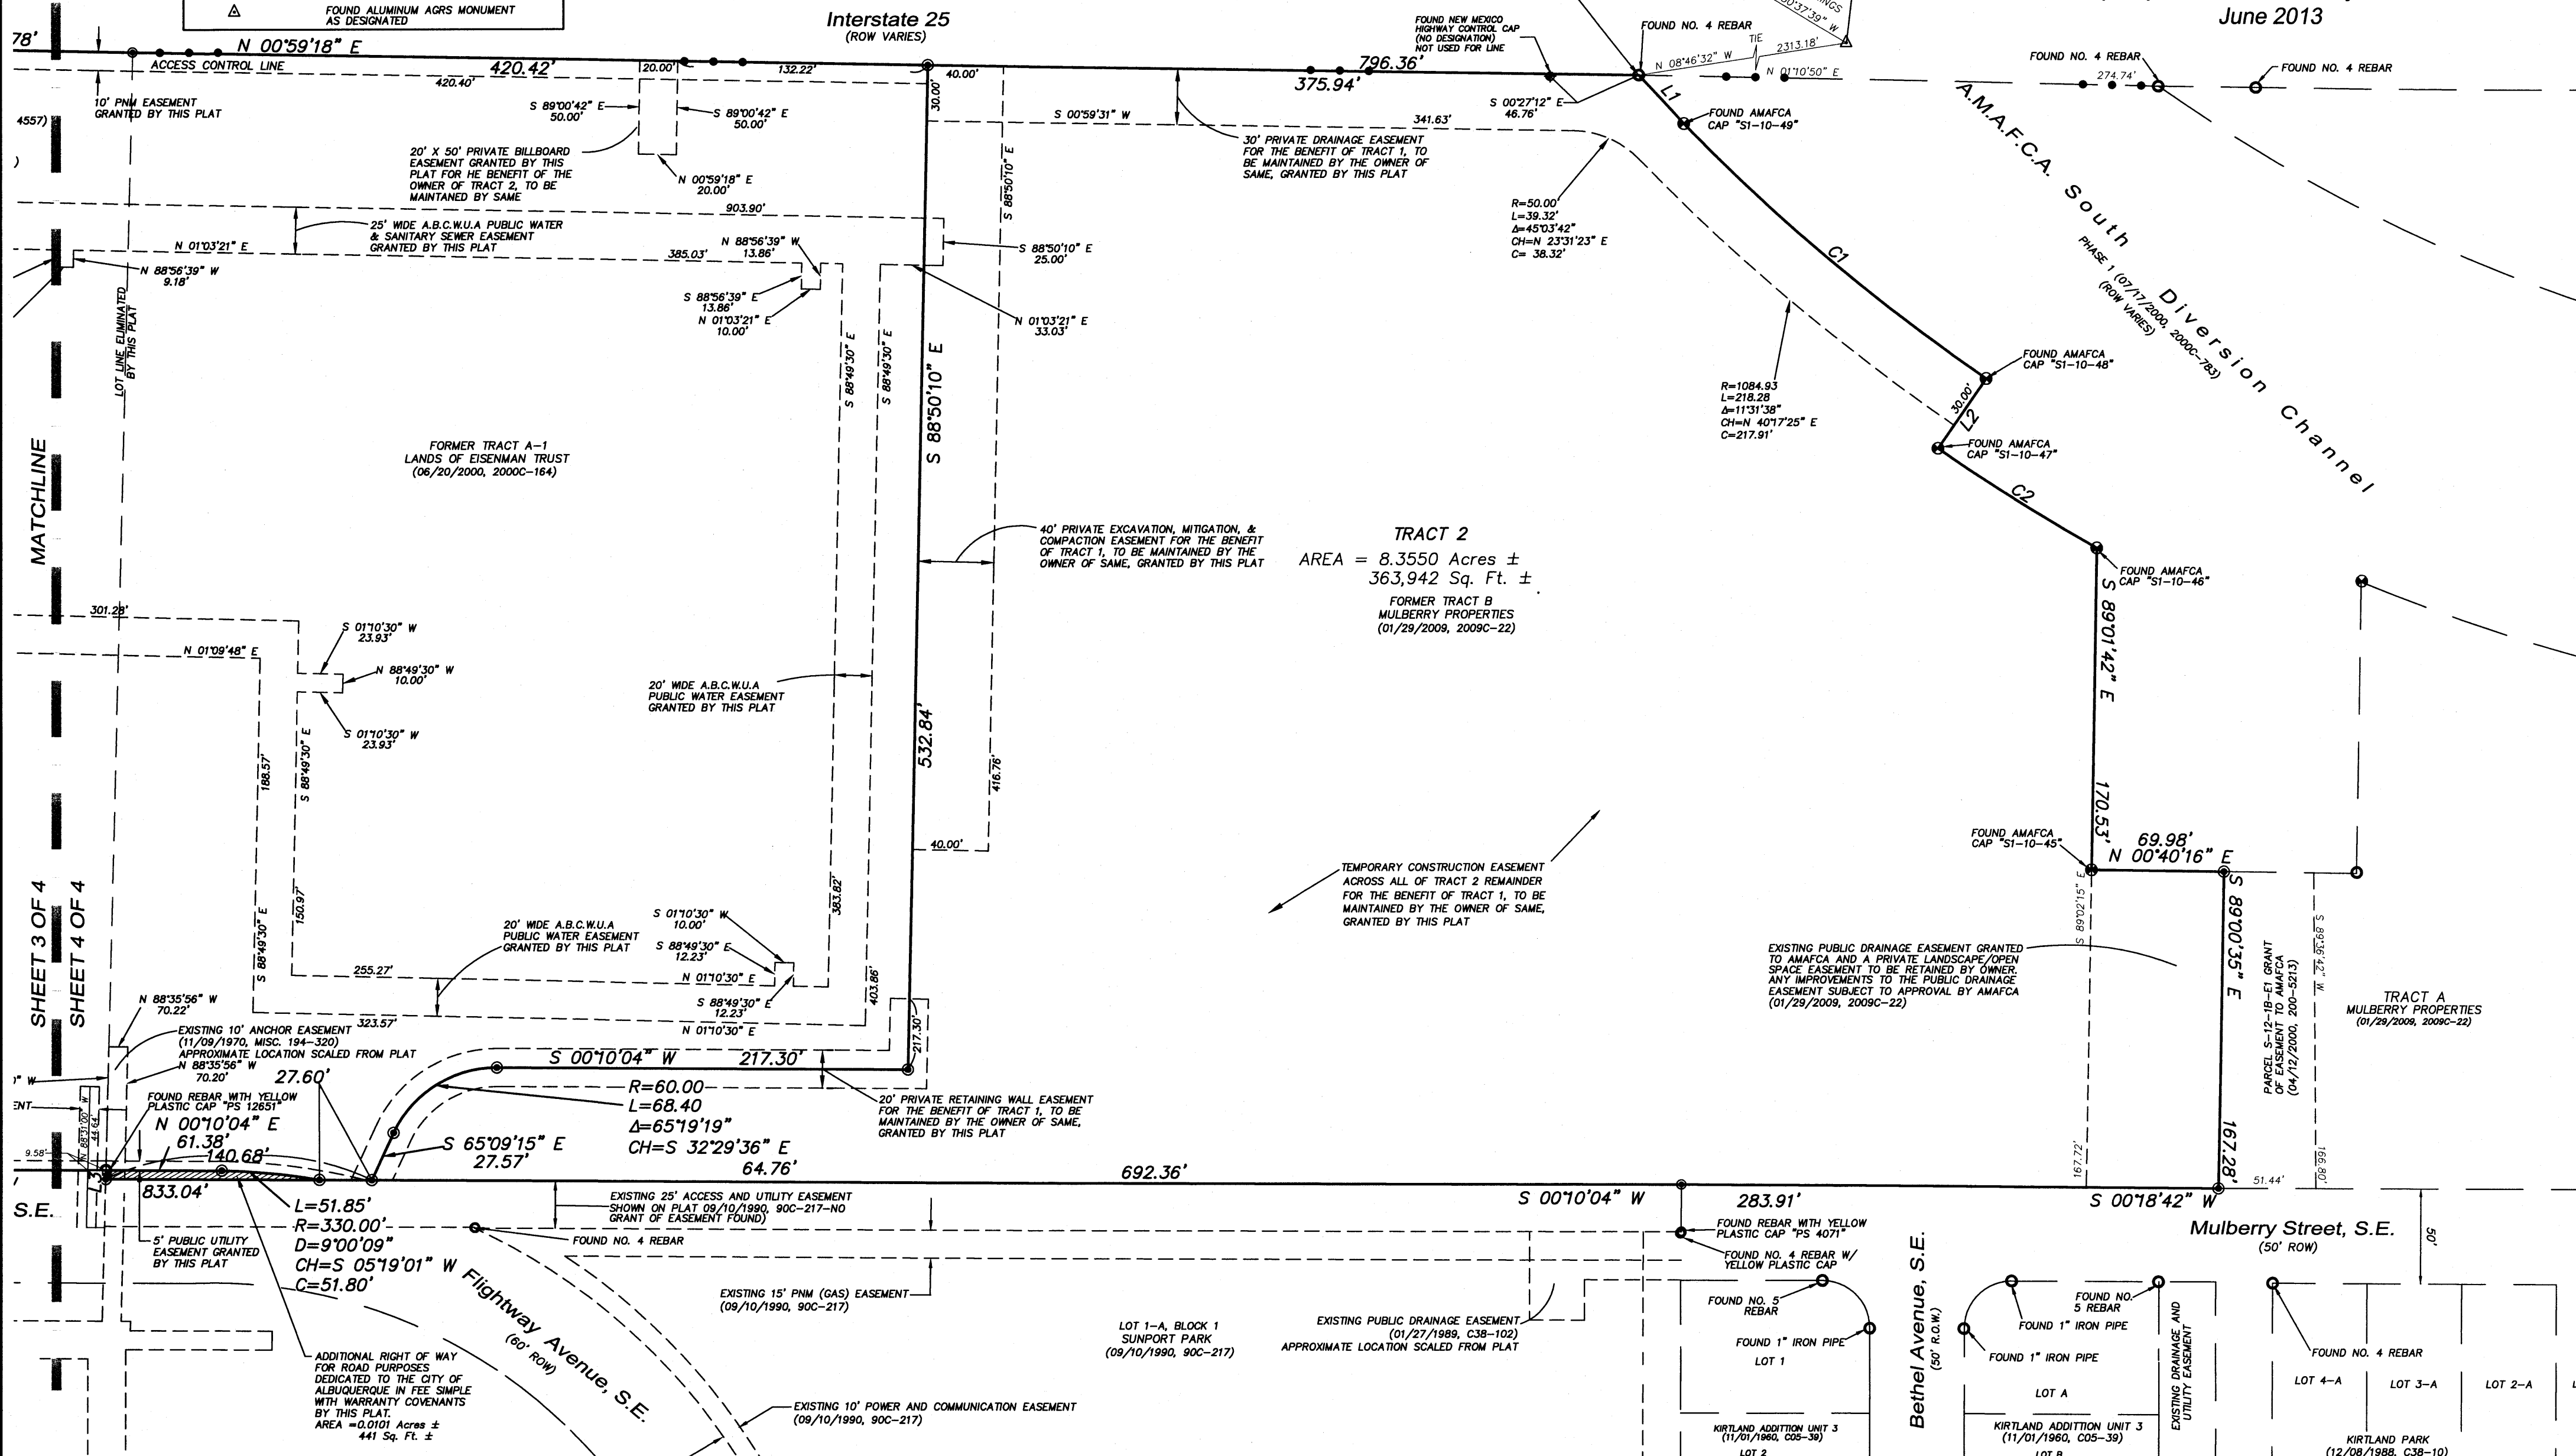 FOUND ALUMINUM AGRS MONUMENT
AS DESIGNATED
Interstate 25
(ROW VARIES)
June 2013
78'
N 00°59'18" E
ACCESS CONTROL LINE
420.42'
420.40'
20.00'
132.22'
40.00'
30.00'
796.36'
375.94'
FOUND NEW MEXICO
HIGHWAY CONTROL CAP
(NO DESIGNATION)
NOT USED FOR LINE
FOUND NO. 4 REBAR
N 08°46'32" W
TIE
2313.18'
N 01°10'50" E
FOUND NO. 4 REBAR
274.74'
FOUND NO. 4 REBAR
10' PNM EASEMENT
GRANTED BY THIS PLAT
4557)
S 89°00'42" E
50.00'
S 89°00'42" E
50.00'
20' X 50' PRIVATE BILLBOARD
EASEMENT GRANTED BY THIS
PLAT FOR HE BENEFIT OF THE
OWNER OF TRACT 2, TO BE
MAINTANED BY SAME
N 00°59'18" E
20.00'
S 88°50'10" E
S 00°59'31" W
341.63'
30' PRIVATE DRAINAGE EASEMENT
FOR THE BENEFIT OF TRACT 1, TO
BE MAINTAINED BY THE OWNER OF
SAME, GRANTED BY THIS PLAT
S 00°27'12" E
46.76'
L1
FOUND AMAFCA
CAP "S1-10-49"
A.M.A.F.C.A. South Diversion Channel
PHASE 1 (07/17/2000, 2000C-783)
(ROW VARIES)
R=50.00'
L=39.32'
Δ=45°03'42"
CH=N 23°31'23" E
C= 38.32'
C1
903.90'
25' WIDE A.B.C.W.U.A PUBLIC WATER
& SANITARY SEWER EASEMENT
GRANTED BY THIS PLAT
N 01°03'21" E
385.03'
N 88°56'39" W
13.86'
S 88°50'10" E
25.00'
N 88°56'39" W
9.18'
S 88°56'39" E
13.86'
N 01°03'21" E
10.00'
N 01°03'21" E
33.03'
LOT LINE ELIMINATED
BY THIS PLAT
S 88°49'30" E
S 88°49'30" E
S 88°50'10" E
R=1084.93
L=218.28
Δ=11°31'38"
CH=N 40°17'25" E
C=217.91'
FOUND AMAFCA
CAP "S1-10-48"
30.00'
L2
FOUND AMAFCA
CAP "S1-10-47"
C2
FOUND AMAFCA
CAP "S1-10-46"
MATCHLINE
FORMER TRACT A-1
LANDS OF EISENMAN TRUST
(06/20/2000, 2000C-164)
40' PRIVATE EXCAVATION, MITIGATION, &
COMPACTION EASEMENT FOR THE BENEFIT
OF TRACT 1, TO BE MAINTAINED BY THE
OWNER OF SAME, GRANTED BY THIS PLAT
TRACT 2
AREA = 8.3550 Acres ±
363,942 Sq. Ft. ±
FORMER TRACT B
MULBERRY PROPERTIES
(01/29/2009, 2009C-22)
S 89°01'42" E
170.53'
301.28'
S 01°10'30" W
23.93'
N 88°49'30" W
10.00'
S 01°10'30" W
23.93'
N 01°09'48" E
188.57'
S 88°49'30" E
20' WIDE A.B.C.W.U.A
PUBLIC WATER EASEMENT
GRANTED BY THIS PLAT
532.84'
416.76'
40.00'
TEMPORARY CONSTRUCTION EASEMENT
ACROSS ALL OF TRACT 2 REMAINDER
FOR THE BENEFIT OF TRACT 1, TO BE
MAINTAINED BY THE OWNER OF SAME,
GRANTED BY THIS PLAT
FOUND AMAFCA
CAP "S1-10-45"
69.98'
N 00°40'16" E
S 89°02'15" E
S 89°00'35" E
S 89°36'42" W
PARCEL S-12-1B-E1 GRANT
OF EASEMENT TO AMAFCA
(04/12/2000, 200-5213)
TRACT A
MULBERRY PROPERTIES
(01/29/2009, 2009C-22)
EXISTING PUBLIC DRAINAGE EASEMENT GRANTED
TO AMAFCA AND A PRIVATE LANDSCAPE/OPEN
SPACE EASEMENT TO BE RETAINED BY OWNER.
ANY IMPROVEMENTS TO THE PUBLIC DRAINAGE
EASEMENT SUBJECT TO APPROVAL BY AMAFCA
(01/29/2009, 2009C-22)
SHEET 3 OF 4
SHEET 4 OF 4
S 88°49'30" E
150.97'
20' WIDE A.B.C.W.U.A
PUBLIC WATER EASEMENT
GRANTED BY THIS PLAT
S 01°10'30" W
10.00'
S 88°49'30" E
12.23'
383.82'
255.27'
N 01°10'30" E
S 88°49'30" E
12.23'
403.86'
323.57'
N 01°10'30" E
217.30'
N 88°35'56" W
70.22'
EXISTING 10' ANCHOR EASEMENT
(11/09/1970, MISC. 194-320)
APPROXIMATE LOCATION SCALED FROM PLAT
N 88°35'56" W
70.20'
27.60'
S 00°10'04" W
217.30'
R=60.00
L=68.40
Δ=65°19'19"
CH=S 32°29'36" E
20' PRIVATE RETAINING WALL EASEMENT
FOR THE BENEFIT OF TRACT 1, TO BE
MAINTAINED BY THE OWNER OF SAME,
GRANTED BY THIS PLAT
FOUND REBAR WITH YELLOW
PLASTIC CAP "PS 12651"
N 88°31'00" W
44.64'
N 00°10'04" E
61.38'
140.68'
S 65°09'15" E
27.57'
64.76'
692.36'
9.58'
L3
833.04'
S 00°10'04" W
283.91'
167.72'
167.28'
166.80'
51.44'
S 00°18'42" W
Mulberry Street, S.E.
(50' ROW)
50'
S.E.
L=51.85'
R=330.00'
D=9°00'09"
CH=S 05°19'01" W
C=51.80'
5' PUBLIC UTILITY
EASEMENT GRANTED
BY THIS PLAT
EXISTING 25' ACCESS AND UTILITY EASEMENT
SHOWN ON PLAT 09/10/1990, 90C-217-NO
GRANT OF EASEMENT FOUND)
FOUND NO. 4 REBAR
FOUND REBAR WITH YELLOW
PLASTIC CAP "PS 4071"
FOUND NO. 4 REBAR W/
YELLOW PLASTIC CAP
Flightway Avenue, S.E.
(60' ROW)
EXISTING 15' PNM (GAS) EASEMENT
(09/10/1990, 90C-217)
LOT 1-A, BLOCK 1
SUNPORT PARK
(09/10/1990, 90C-217)
EXISTING PUBLIC DRAINAGE EASEMENT
(01/27/1989, C38-102)
APPROXIMATE LOCATION SCALED FROM PLAT
FOUND NO. 5
REBAR
FOUND 1" IRON PIPE
LOT 1
Bethel Avenue, S.E.
(50' R.O.W.)
FOUND NO.
5 REBAR
FOUND 1" IRON PIPE
FOUND 1" IRON PIPE
LOT A
EXISTING DRAINAGE AND
UTILITY EASEMENT
FOUND NO. 4 REBAR
LOT 4-A
LOT 3-A
LOT 2-A
ADDITIONAL RIGHT OF WAY
FOR ROAD PURPOSES
DEDICATED TO THE CITY OF
ALBUQUERQUE IN FEE SIMPLE
WITH WARRANTY COVENANTS
BY THIS PLAT.
AREA =0.0101 Acres ±
441 Sq. Ft. ±
EXISTING 10' POWER AND COMMUNICATION EASEMENT
(09/10/1990, 90C-217)
KIRTLAND ADDITION UNIT 3
(11/01/1960, C05-39)
LOT 2
KIRTLAND ADDITTION UNIT 3
(11/01/1960, C05-39)
LOT B
KIRTLAND PARK
(12/08/1988, C38-10)